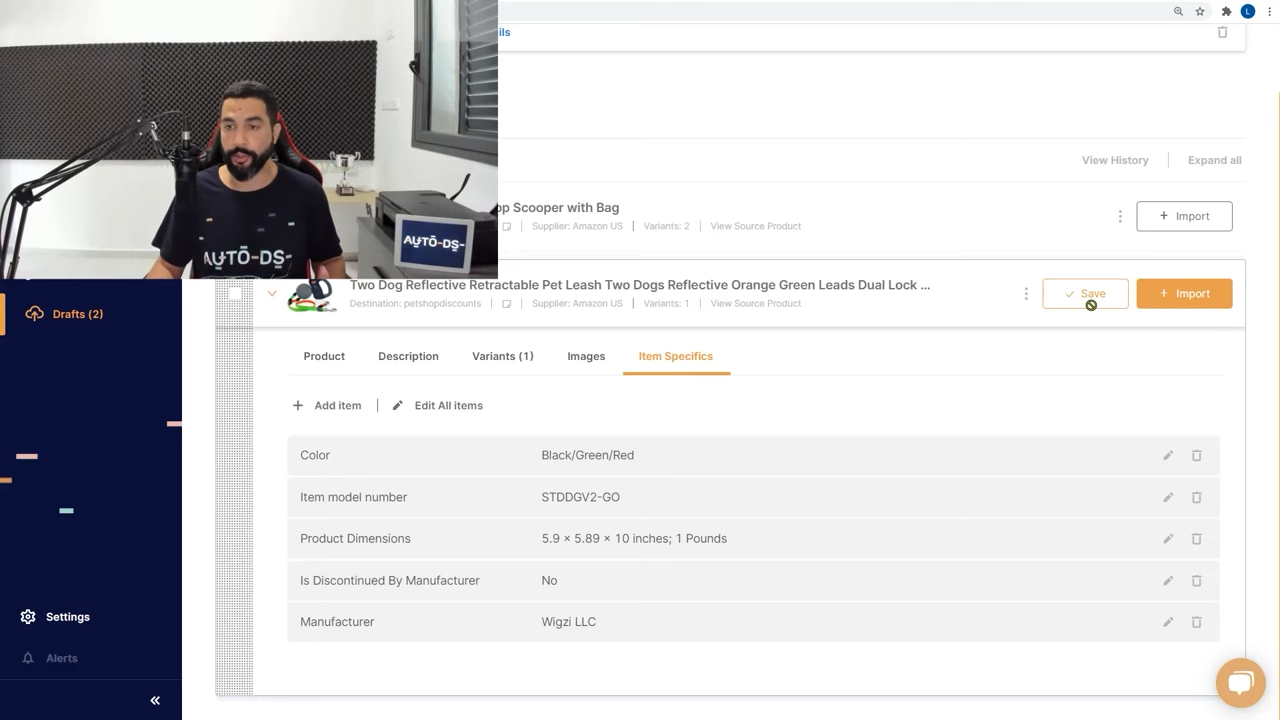 ils
View History
Expand all
op Scooper with Bag
Supplier: Amazon US | Variants: 2 | View Source Product
+ Import
AUTO-DS-
AUTO-DS-
Drafts (2)
Two Dog Reflective Retractable Pet Leash Two Dogs Reflective Orange Green Leads Dual Lock ...
Destination: petshopdiscounts | Supplier: Amazon US | Variants: 1 | View Source Product
Save
+ Import
Product
Description
Variants (1)
Images
Item Specifics
+ Add item
Edit All items
Color Black/Green/Red
Item model number STDDGV2-GO
Product Dimensions 5.9 × 5.89 × 10 inches; 1 Pounds
Is Discontinued By Manufacturer No
Manufacturer Wigzi LLC
Settings
Alerts
«
L